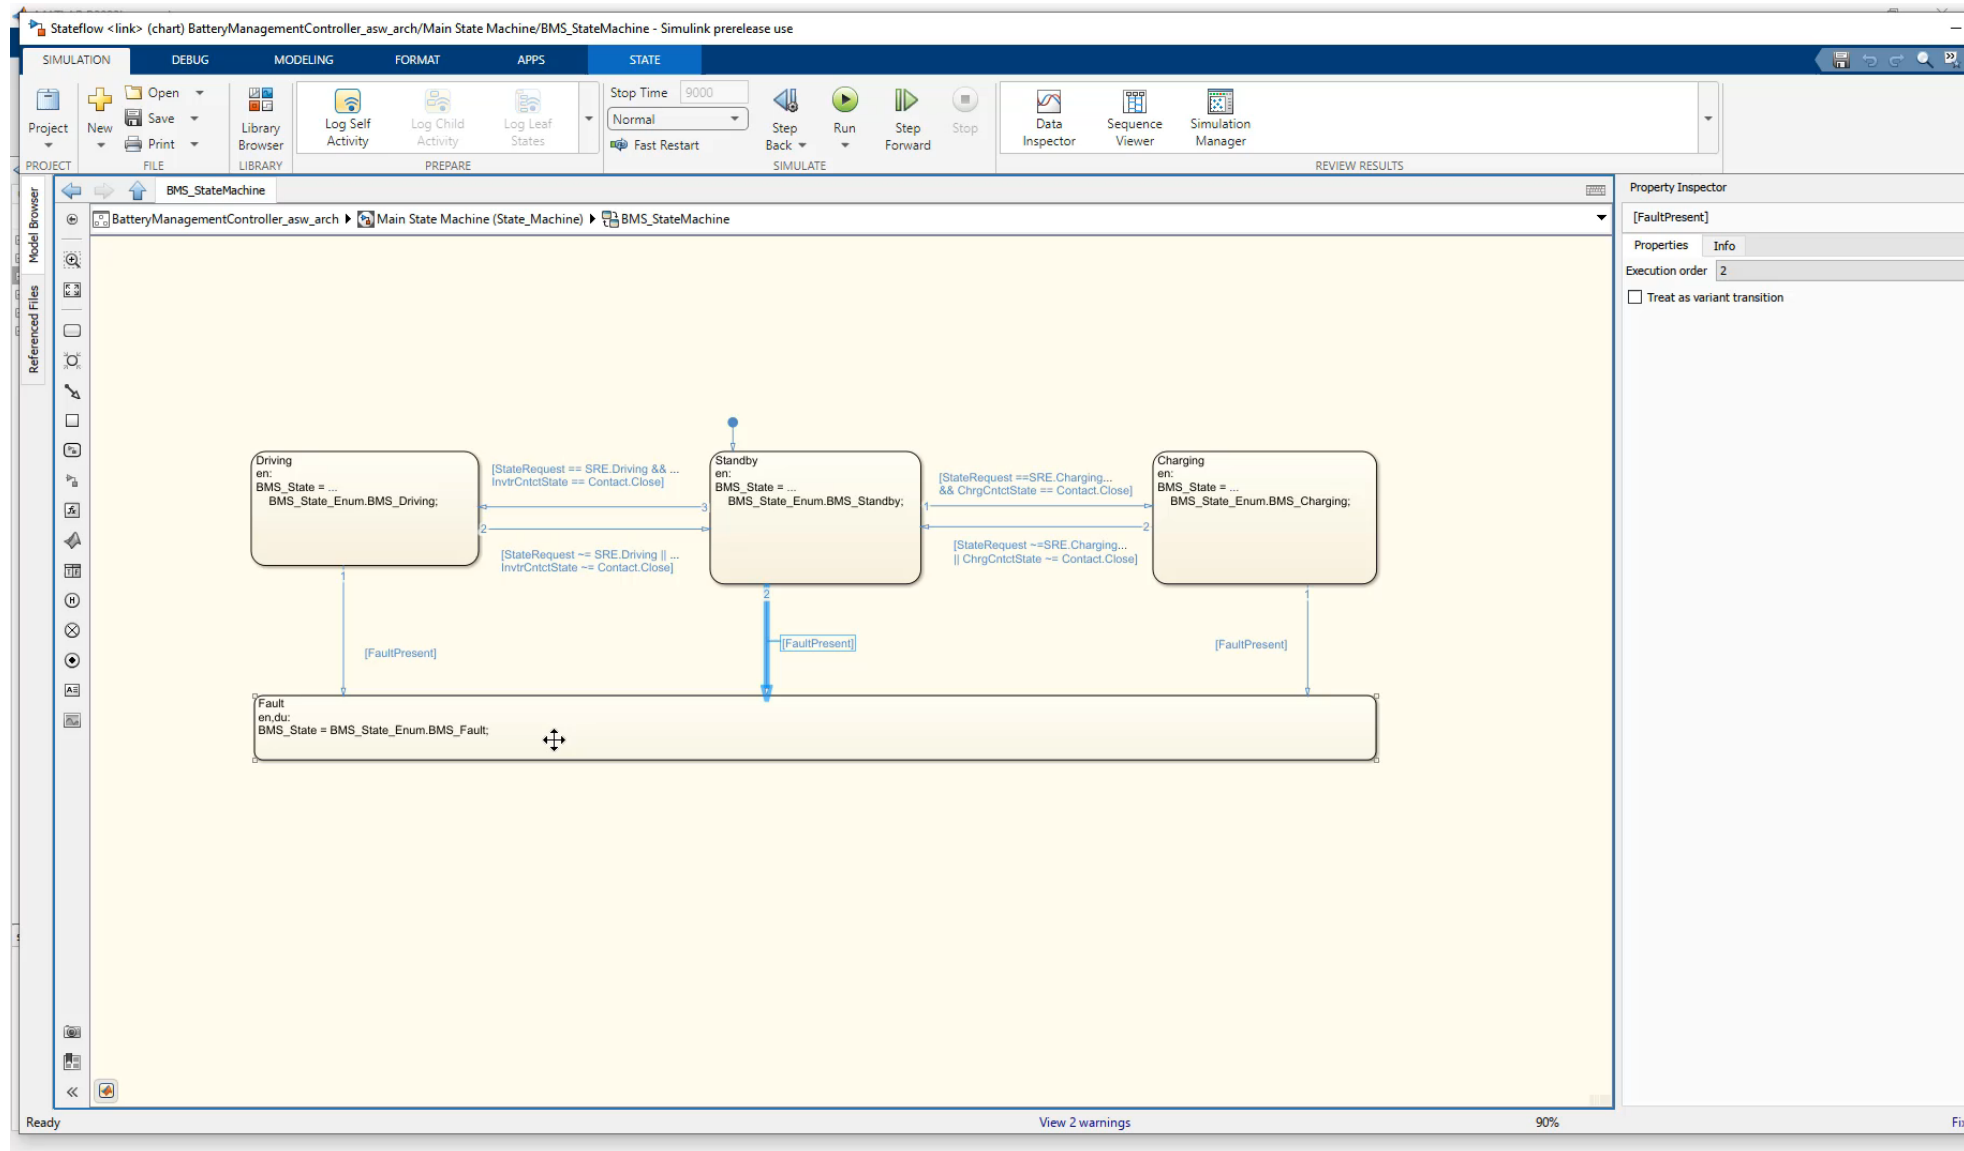 Stateflow <link> (chart) BatteryManagementController_asw_arch/Main State Machine/BMS_StateMachine - Simulink prerelease use
SIMULATION DEBUG MODELING FORMAT APPS STATE
Project
New
Open
Save
Print
Library
Browser
Log Self
Activity
Log Child
Activity
Log Leaf
States
Stop Time 9000
Normal
Fast Restart
Step
Back
Run
Step
Forward
Stop
Data
Inspector
Sequence
Viewer
Simulation
Manager
PROJECT FILE LIBRARY PREPARE SIMULATE REVIEW RESULTS
Model Browser
Referenced Files
BMS_StateMachine
BatteryManagementController_asw_arch Main State Machine (State_Machine) BMS_StateMachine
Driving
en:
BMS_State = ...
BMS_State_Enum.BMS_Driving;
[StateRequest == SRE.Driving && ...
InvtrCntctState == Contact.Close]
3
2
[StateRequest ~= SRE.Driving || ...
InvtrCntctState ~= Contact.Close]
Standby
en:
BMS_State = ...
BMS_State_Enum.BMS_Standby;
[StateRequest ==SRE.Charging...
&& ChrgCntctState == Contact.Close]
1
2
[StateRequest ~=SRE.Charging...
|| ChrgCntctState ~= Contact.Close]
Charging
en:
BMS_State = ...
BMS_State_Enum.BMS_Charging;
1
[FaultPresent]
2
[FaultPresent]
1
[FaultPresent]
Fault
en,du:
BMS_State = BMS_State_Enum.BMS_Fault;
Property Inspector
[FaultPresent]
Properties Info
Execution order 2
Treat as variant transition
Ready
View 2 warnings
90%